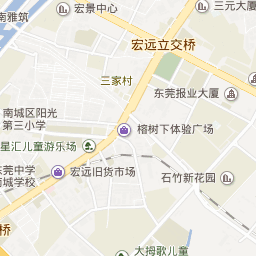 三元大厦
宏景中心
南雅筑
宏远立交桥
三家村
东莞报业大厦
南城区阳光
第三小学
榕树下体验广场
星汇儿童游乐场
东莞中学
南城学校
宏远旧货市场
石竹新花园
桥
大拇歌儿童